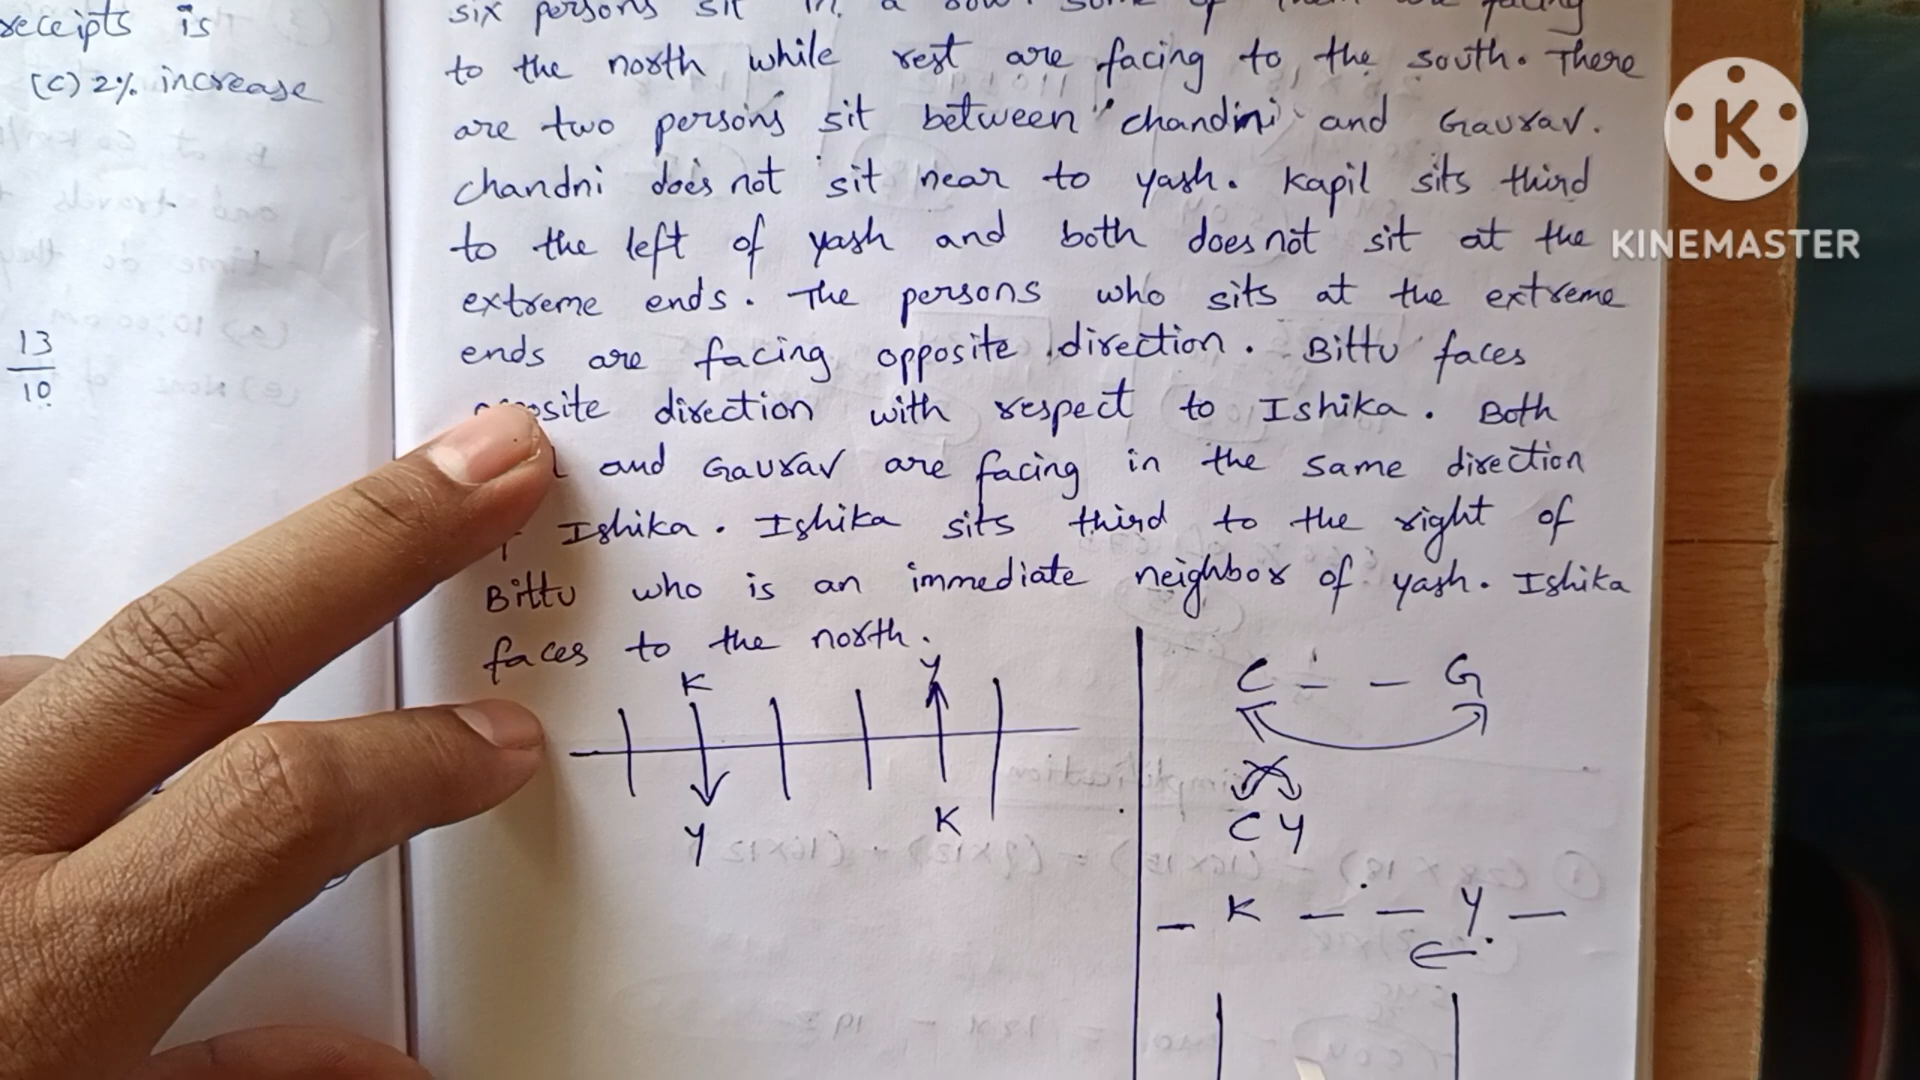 receipts is
(C) 2% increase
13
10
six persons sit in a row. some of them are facing
to the north while rest are facing to the south. There
are two persons sit between chandini and Gaurav.
chandni does not sit near to yash. Kapil sits third
to the left of yash and both does not sit at the
extreme ends. The persons who sits at the extreme
ends are facing opposite direction. Bittu faces
direction with respect to Ishika. Both
and Gaurav are facing in the same direction
Ishika. Ishika sits third to the right of
Bittu who is an immediate neighbor of yash. Ishika
faces to the north.
K Y
Y K
C - - G
C Y
- K - - Y -
K
KINEMASTER